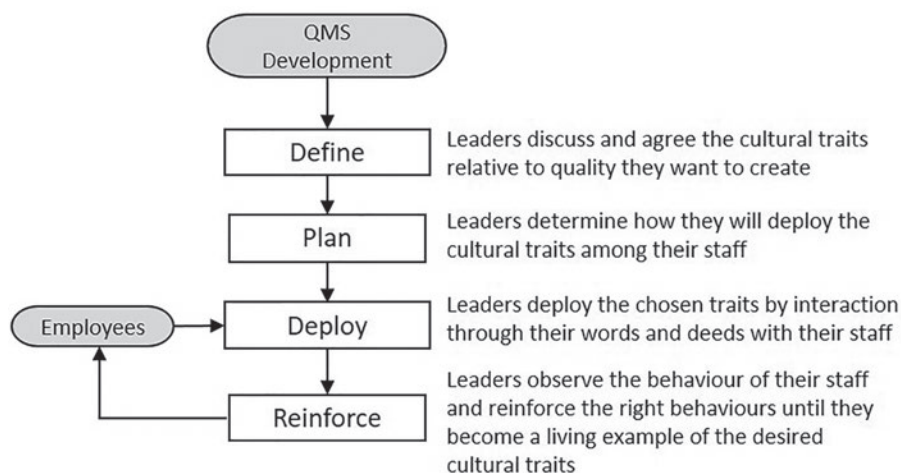 QMS
Development
Define
Leaders discuss and agree the cultural traits
relative to quality they want to create
Plan
Leaders determine how they will deploy the
cultural traits among their staff
Employees
Deploy
Leaders deploy the chosen traits by interaction
through their words and deeds with their staff
Reinforce
Leaders observe the behaviour of their staff
and reinforce the right behaviours until they
become a living example of the desired
cultural traits